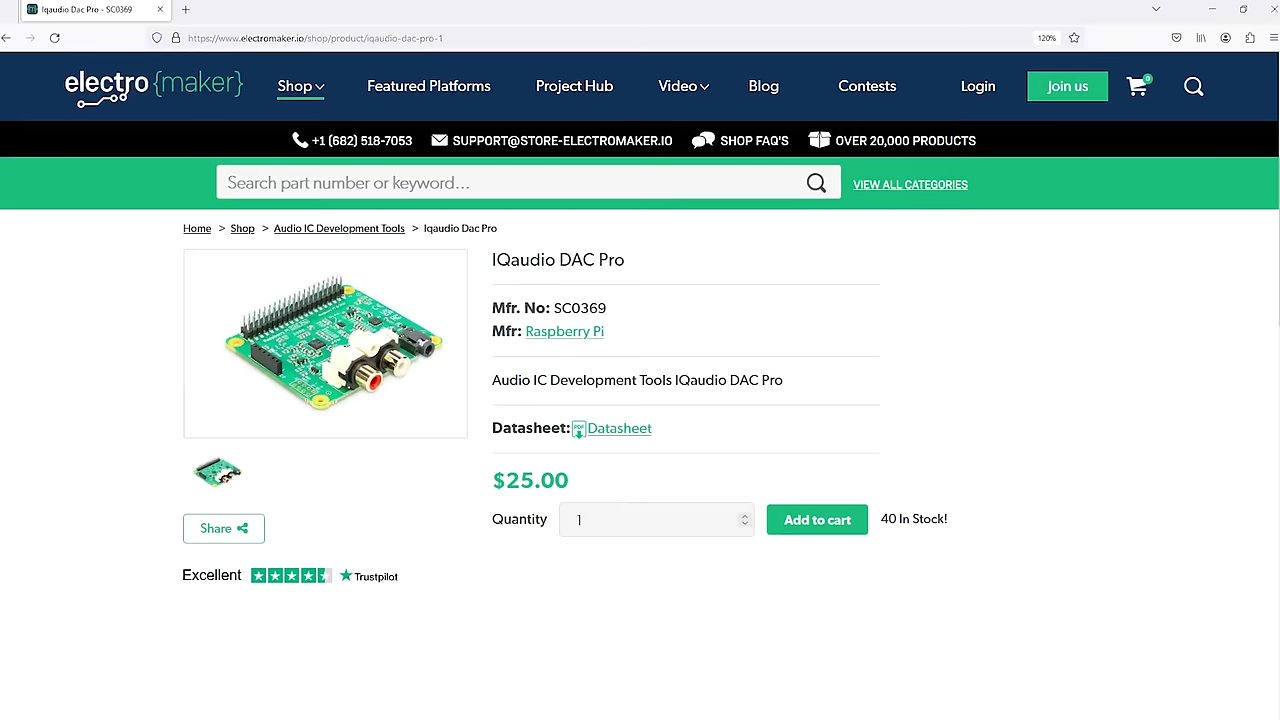 Iqaudio Dac Pro - SC0369
https://www.electromaker.io/shop/product/iqaudio-dac-pro-1
120%
electro {maker}
Shop
Featured Platforms
Project Hub
Video
Blog
Contests
Login
Join us
0
+1 (682) 518-7053
SUPPORT@STORE-ELECTROMAKER.IO
SHOP FAQ'S
OVER 20,000 PRODUCTS
Search part number or keyword...
VIEW ALL CATEGORIES
Home > Shop > Audio IC Development Tools > Iqaudio Dac Pro
IQaudio DAC Pro
Mfr. No: SC0369
Mfr: Raspberry Pi
Audio IC Development Tools IQaudio DAC Pro
Datasheet: PDF Datasheet
$25.00
Quantity 1 Add to cart 40 In Stock!
Share
Excellent Trustpilot